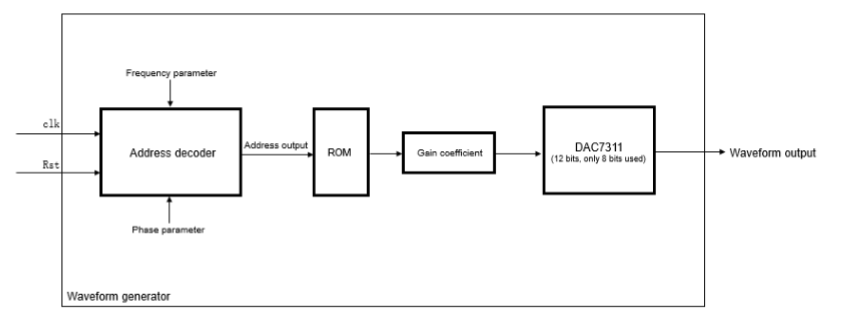 Frequency parameter
clk
Rst
Address decoder
Address output
ROM
Gain coefficient
DAC7311
(12 bits, only 8 bits used)
Waveform output
Phase parameter
Waveform generator